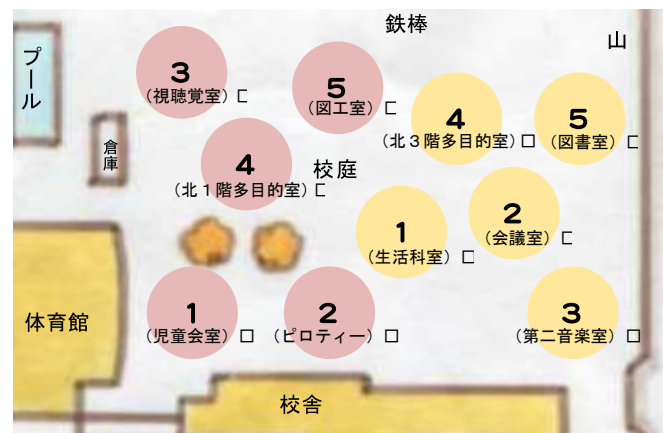 鉄棒
山
プール
3
(視聴覚室)
5
(図工室)
4
(北３階多目的室)
5
(図書室)
倉庫
4
(北１階多目的室)
校庭
1
(生活科室)
2
(会議室)
体育館
1
(児童会室)
2
(ピロティー)
3
(第二音楽室)
校舎